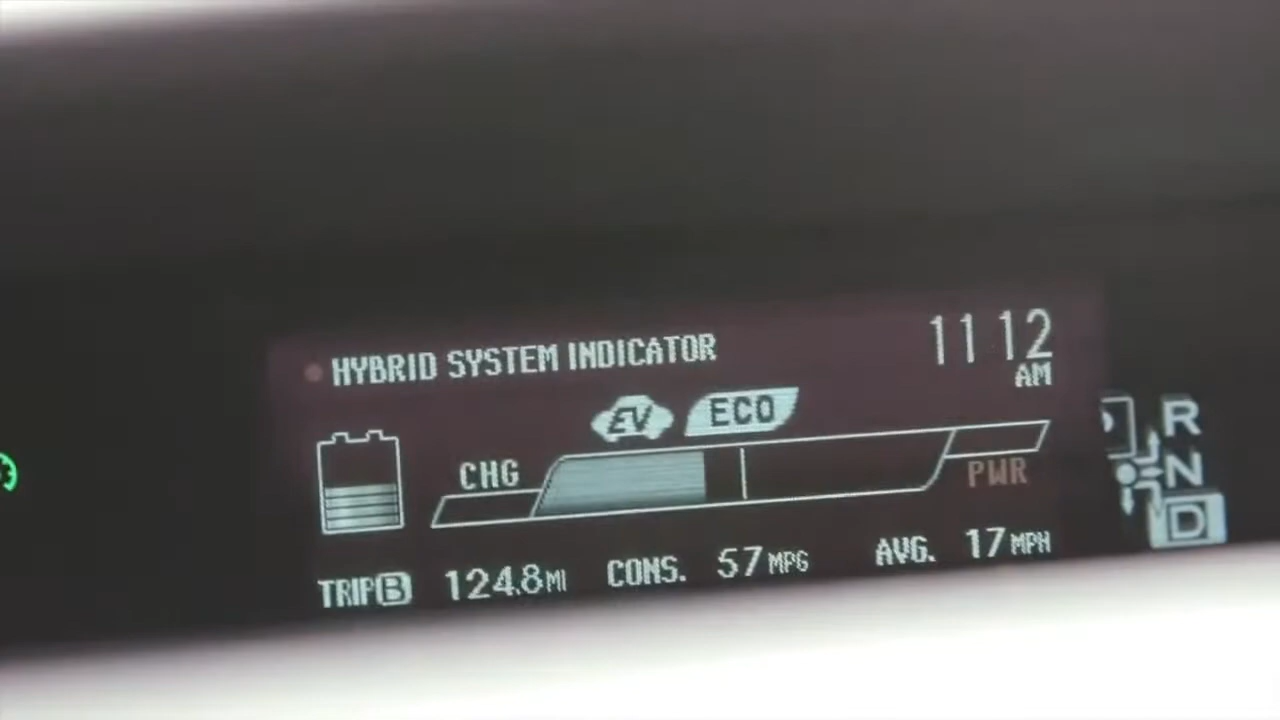 HYBRID SYSTEM INDICATOR
11 12
AM
EV ECO
CHG
PWR
TRIP B 124.8 MI CONS. 57 MPG AVG. 17 MPH
R
N
D